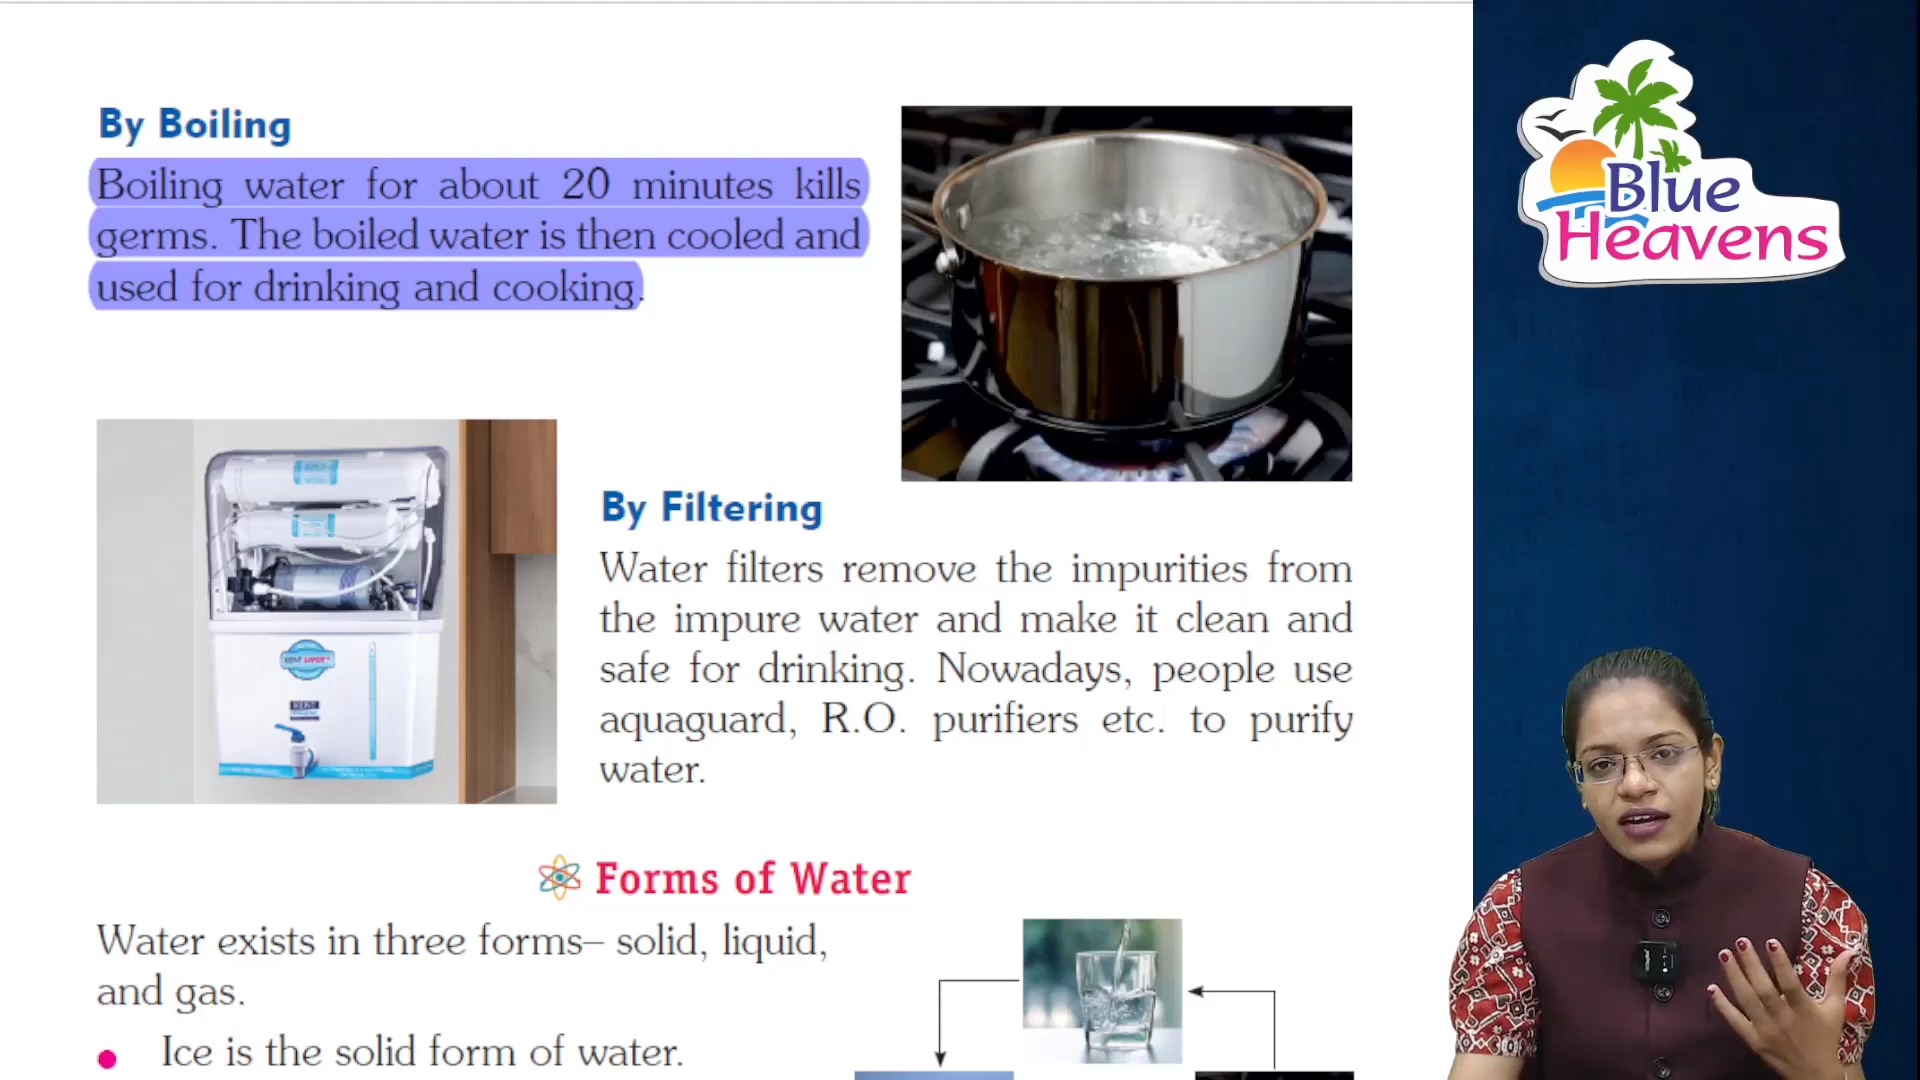 By Boiling
Boiling water for about 20 minutes kills
germs. The boiled water is then cooled and
used for drinking and cooking.
By Filtering
Water filters remove the impurities from
the impure water and make it clean and
safe for drinking. Nowadays, people use
aquaguard, R.O. purifiers etc. to purify
water.
KENT
KENT
Forms of Water
Water exists in three forms– solid, liquid,
and gas.
Ice is the solid form of water.
Blue
Heavens